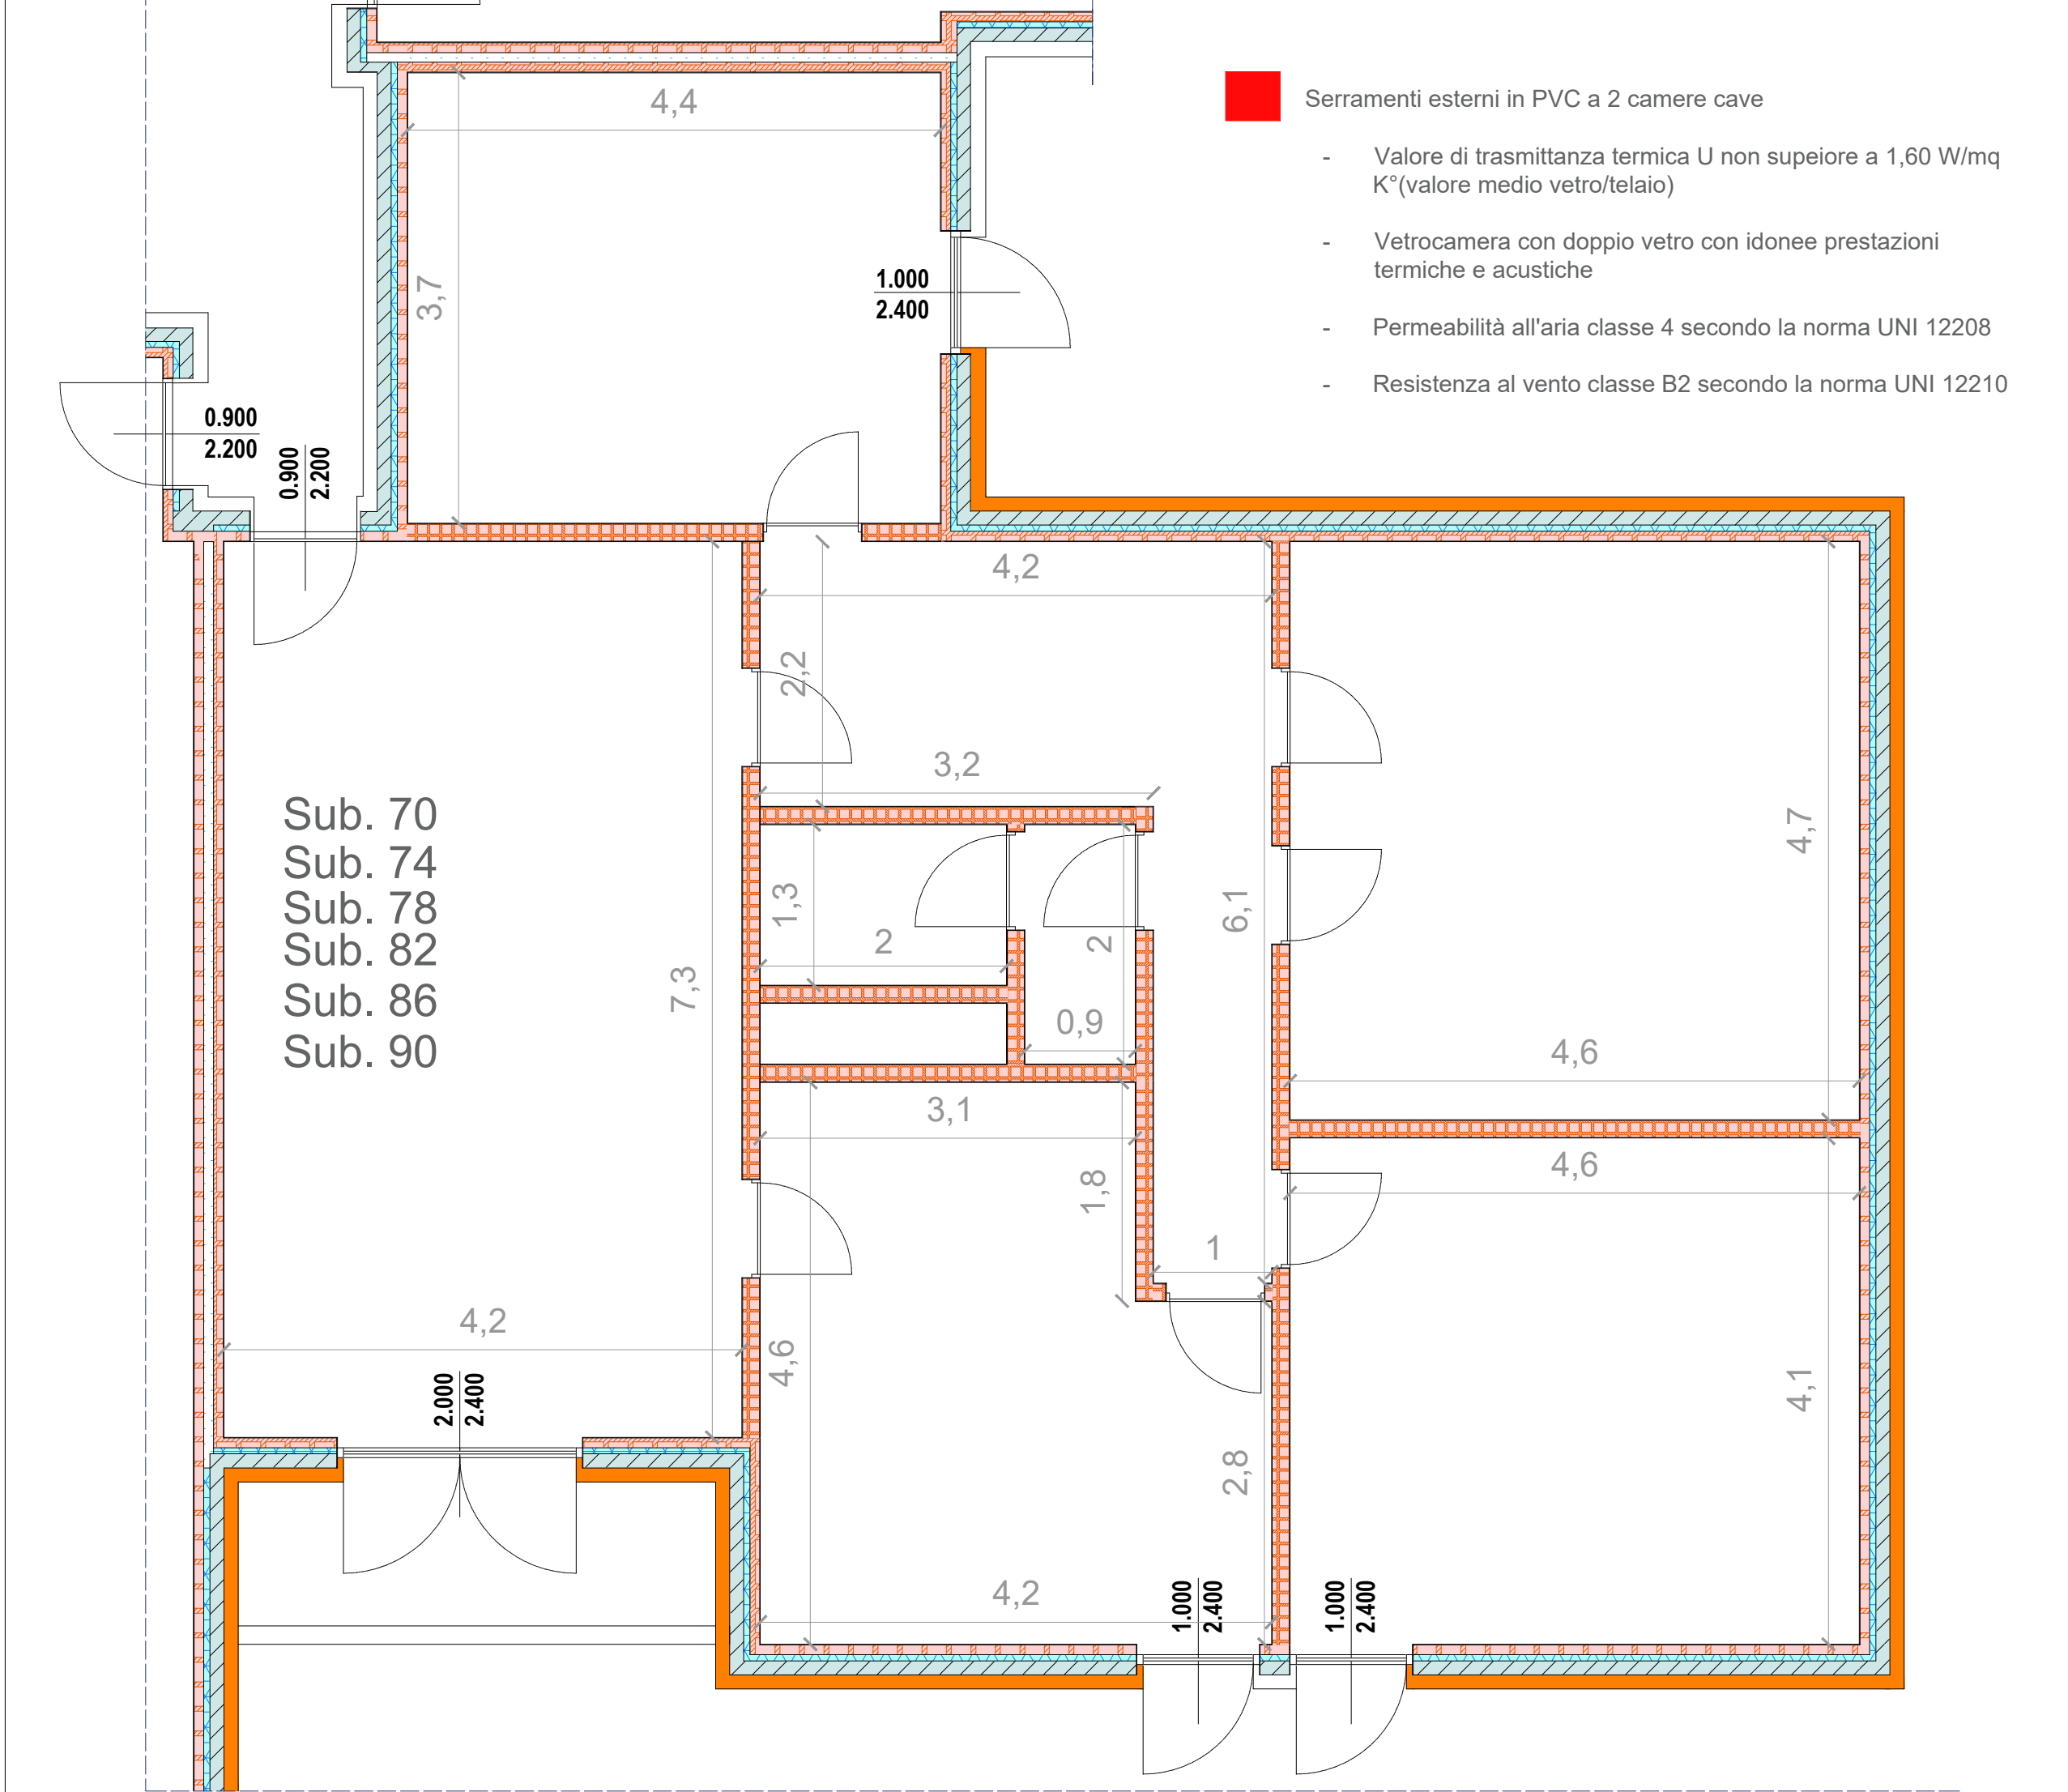 4,4
Serramenti esterni in PVC a 2 camere cave
- Valore di trasmittanza termica U non supeiore a 1,60 W/mq
K°(valore medio vetro/telaio)
- Vetrocamera con doppio vetro con idonee prestazioni
termiche e acustiche
- Permeabilità all'aria classe 4 secondo la norma UNI 12208
- Resistenza al vento classe B2 secondo la norma UNI 12210
3,7
1.000
2.400
0.900
2.200
0.900
2.200
4,2
2,2
3,2
Sub. 70
Sub. 74
Sub. 78
Sub. 82
Sub. 86
Sub. 90
7,3
1,3
2
2
0,9
6,1
4,7
4,6
3,1
1,8
4,6
1
4,2
4,6
4,1
2.000
2.400
2,8
4,2
1.000
2.400
1.000
2.400